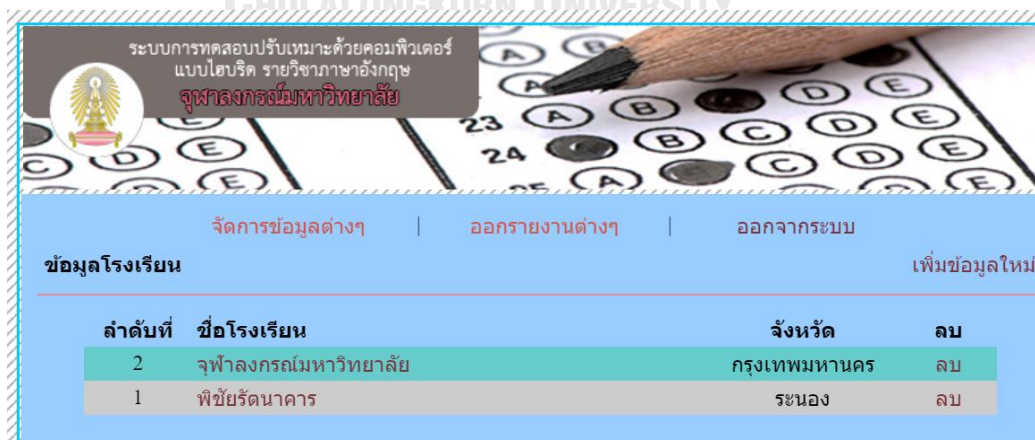 CHULALONGKORN UNIVERSITY
ระบบการทดสอบปรับเหมาะด้วยคอมพิวเตอร์
แบบไฮบริด รายวิชาภาษาอังกฤษ
จุฬาลงกรณ์มหาวิทยาลัย
A B
A B C D E
23 A B C D E
24 B C D E
C D E A
C D E
จัดการข้อมูลต่างๆ | ออกรายงานต่างๆ | ออกจากระบบ
ข้อมูลโรงเรียน เพิ่มข้อมูลใหม่
ลำดับที่ ชื่อโรงเรียน จังหวัด ลบ
2 จุฬาลงกรณ์มหาวิทยาลัย กรุงเทพมหานคร ลบ
1 พิชัยรัตนาคาร ระนอง ลบ